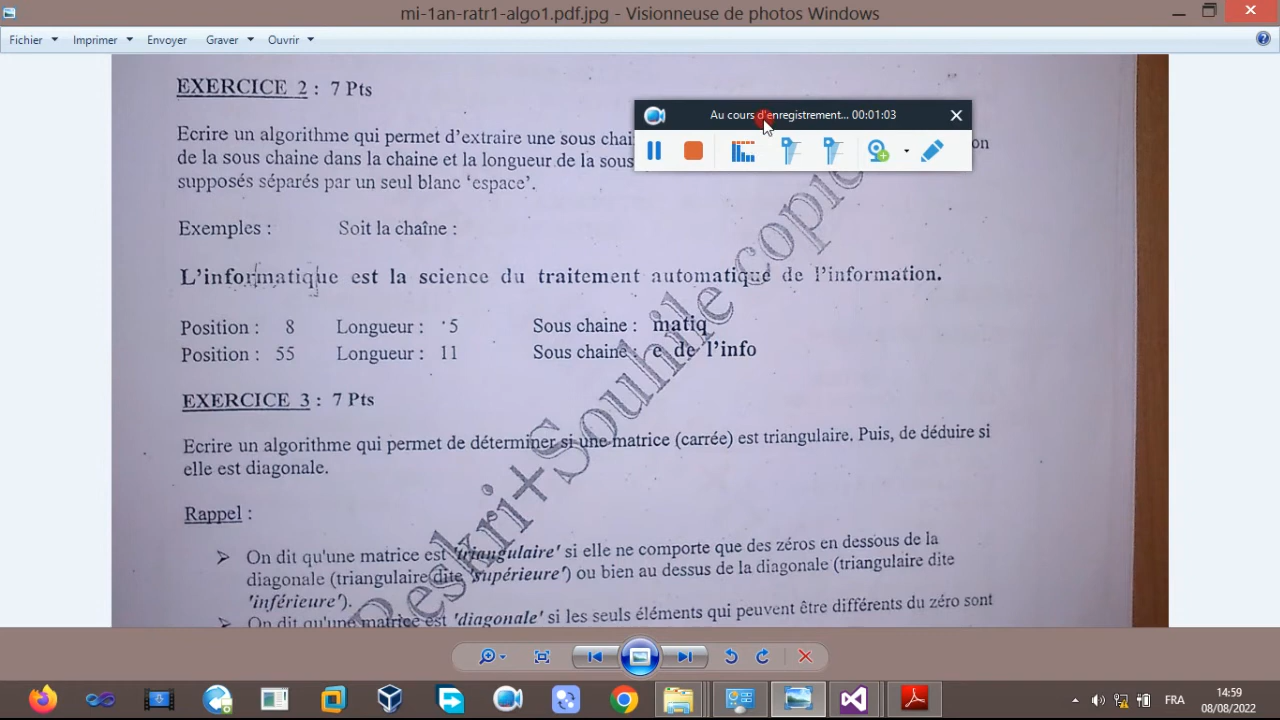 mi-1an-ratr1-algo1.pdf.jpg - Visionneuse de photos Windows
Fichier Imprimer Envoyer Graver Ouvrir
EXERCICE 2 : 7 Pts
Au cours d'enregistrement... 00:01:03
Ecrire un algorithme qui permet d'extraire une sous
de la sous chaine dans la chaine et la longueur de la sous
supposés séparés par un seul blanc 'espace'.
Exemples : Soit la chaîne :
L'informatique est la science du traitement automatique de l'information.
Position : 8 Longueur : 5 Sous chaine : matiq
Position : 55 Longueur : 11 Sous chaine : e de l'info
EXERCICE 3 : 7 Pts
Ecrire un algorithme qui permet de déterminer si une matrice (carrée) est triangulaire. Puis, de déduire si
elle est diagonale.
Rappel :
➢ On dit qu'une matrice est 'triangulaire' si elle ne comporte que des zéros en dessous de la
diagonale (triangulaire dite 'supérieure') ou bien au dessus de la diagonale (triangulaire dite
'inférieure').
➢ On dit qu'une matrice est 'diagonale' si les seuls éléments qui peuvent être différents du zéro sont
Reskri+Souhile copie
FRA
14:59
08/08/2022